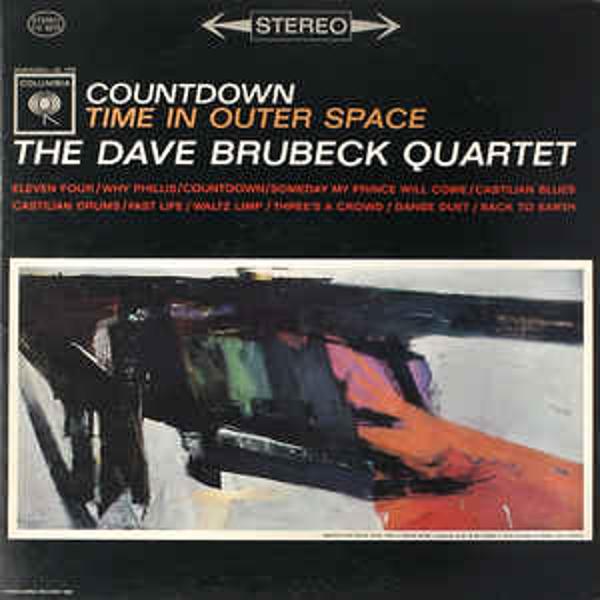 STEREO
COLUMBIA
COUNTDOWN
TIME IN OUTER SPACE
THE DAVE BRUBECK QUARTET
ELEVEN FOUR/WHY PHILLIS/COUNTDOWN/SOMEDAY MY PRINCE WILL COME/CASTILIAN BLUES
CASTILIAN DRUMS/FAST LIFE/WALTZ LIMP/THREE'S A CROWD/DANSE DUET/BACK TO EARTH